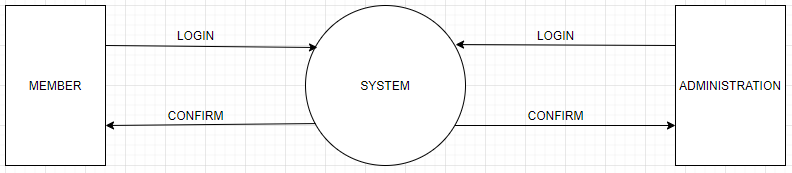 LOGIN
LOGIN
MEMBER
SYSTEM
ADMINISTRATION
CONFIRM
CONFIRM